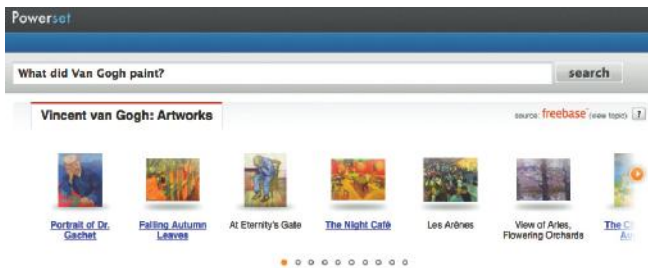 Powerset
What did Van Gogh paint?
search
Vincent van Gogh: Artworks
source: freebase (view topic) ?
Portrait of Dr. Gachet
Falling Autumn Leaves
At Eternity's Gate
The Night Café
Les Arènes
View of Arles, Flowering Orchards
The